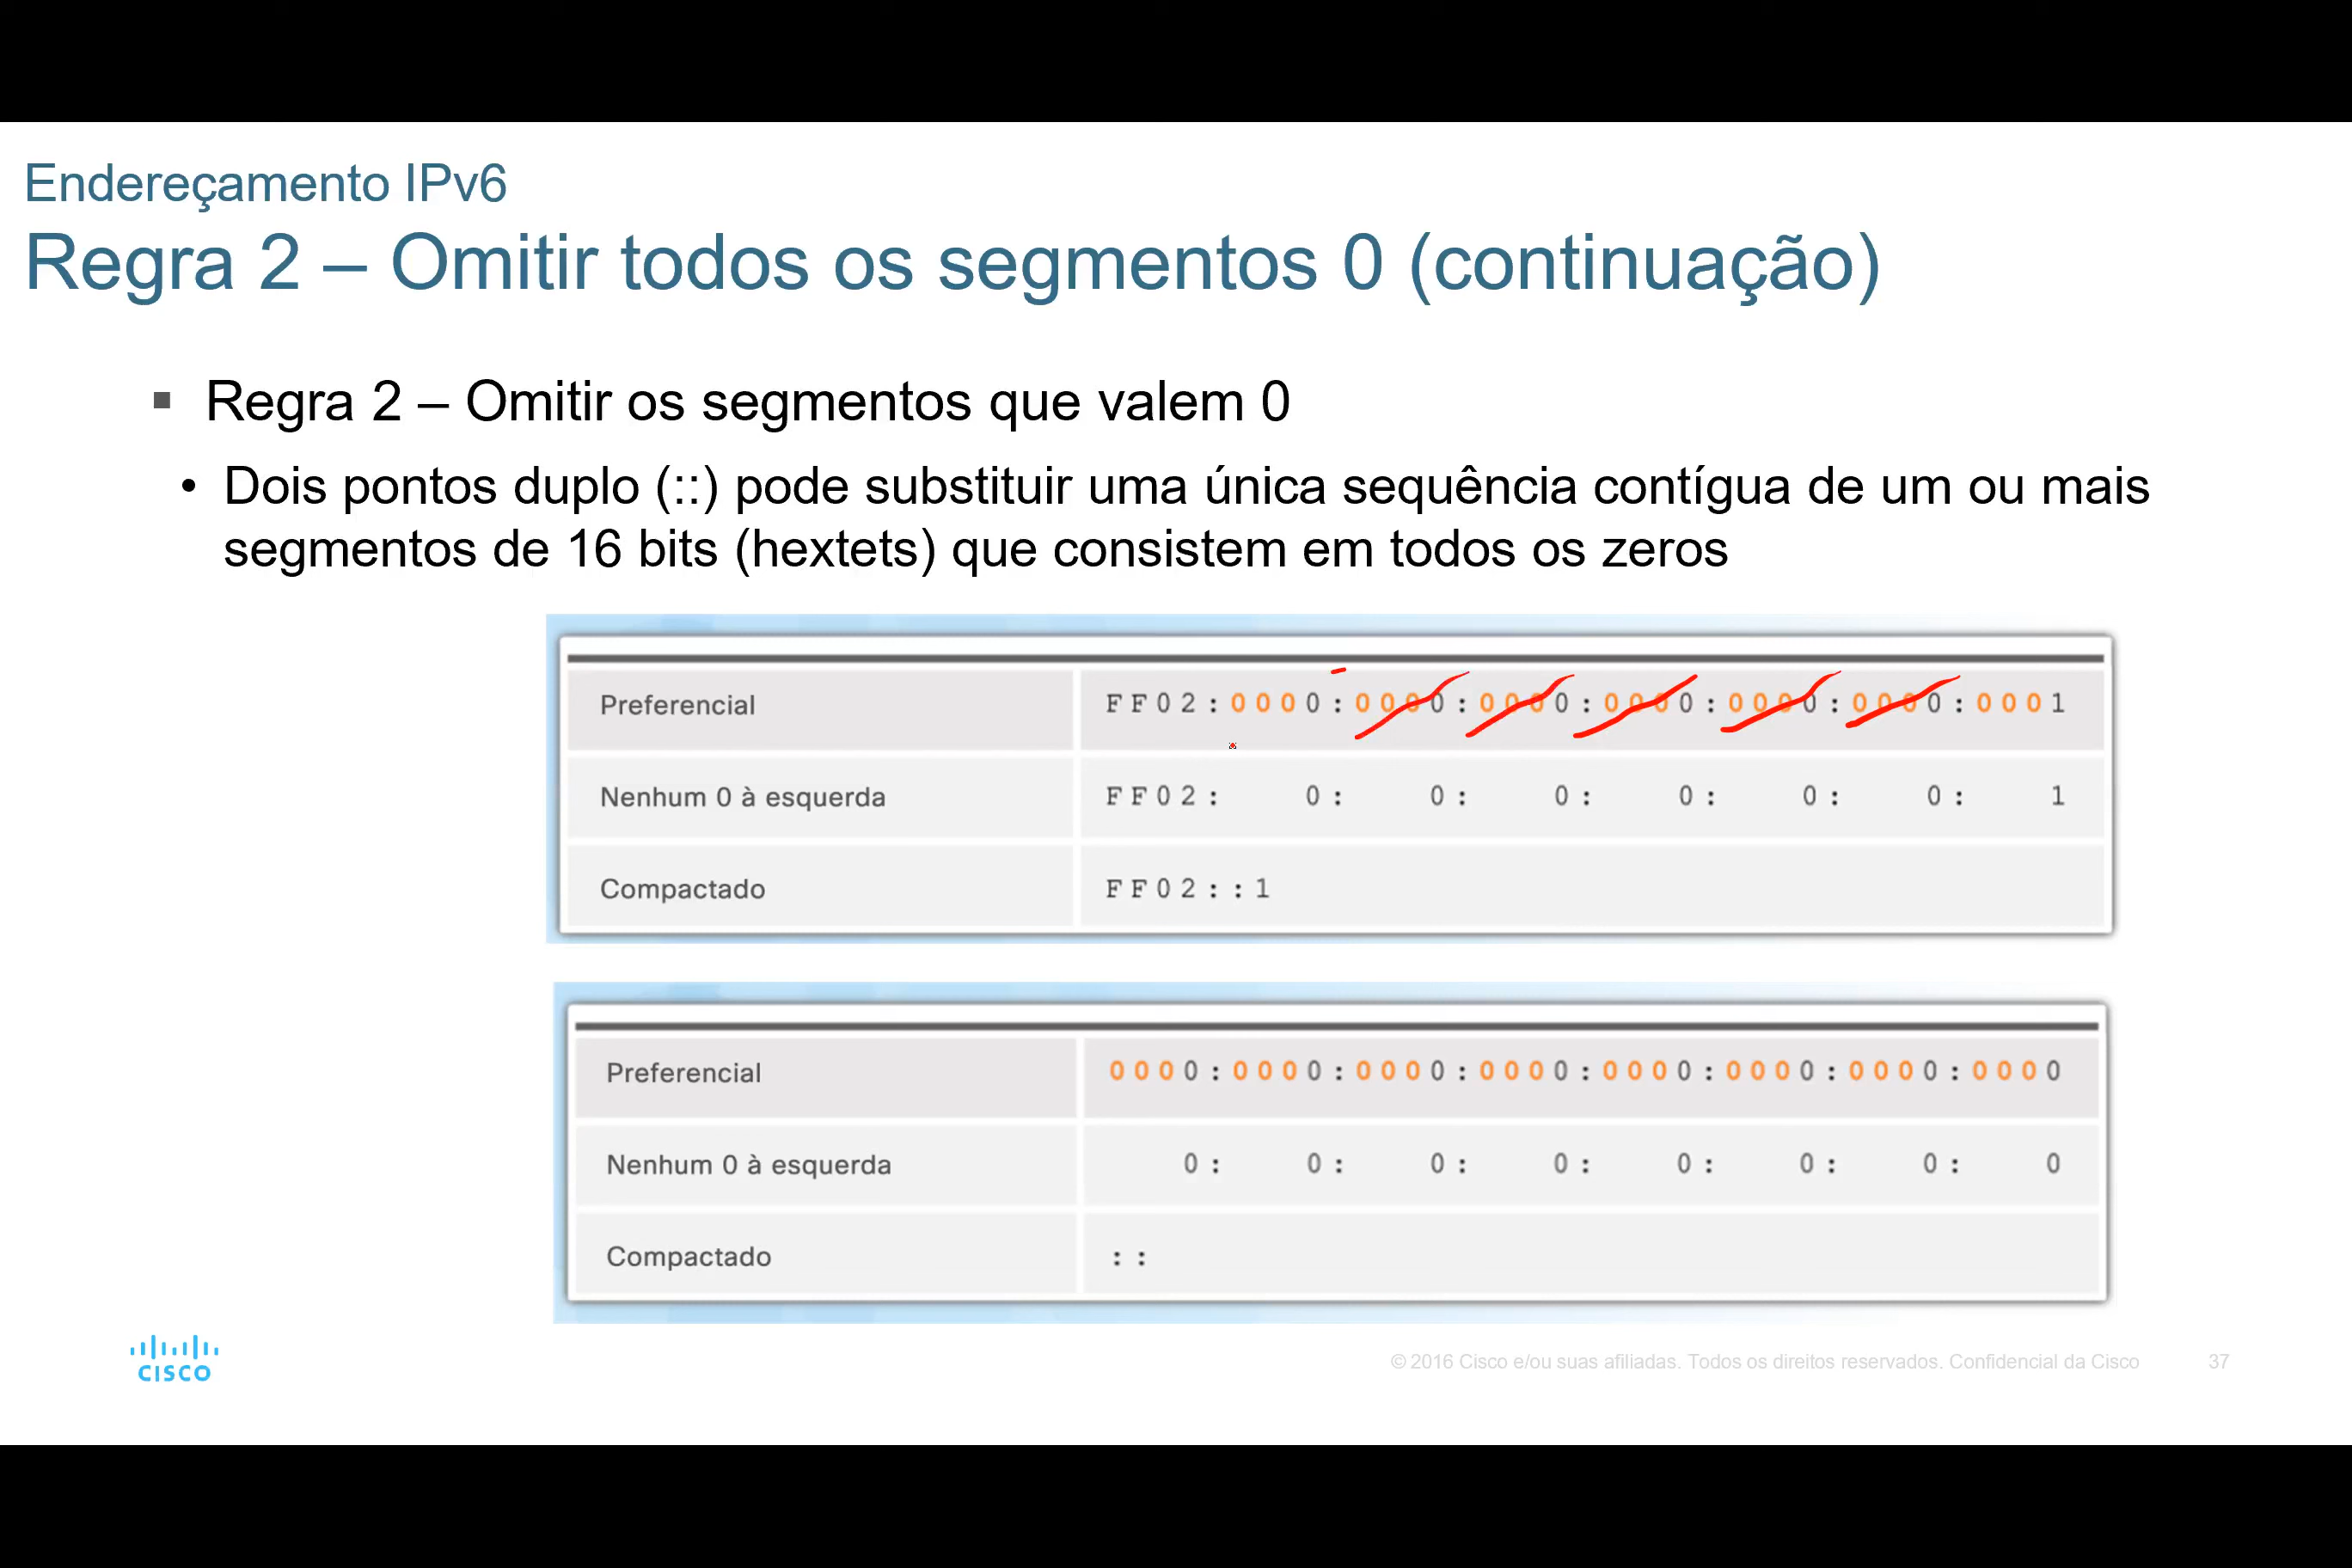 Endereçamento IPv6
Regra 2 – Omitir todos os segmentos 0 (continuação)
▪ Regra 2 – Omitir os segmentos que valem 0
• Dois pontos duplo (::) pode substituir uma única sequência contígua de um ou mais
segmentos de 16 bits (hextets) que consistem em todos os zeros
Preferencial FF02:0000:0000:0000:0000:0000:0000:0001
Nenhum 0 à esquerda FF02: 0: 0: 0: 0: 0: 0: 1
Compactado FF02::1
Preferencial 0000:0000:0000:0000:0000:0000:0000:0000
Nenhum 0 à esquerda 0: 0: 0: 0: 0: 0: 0: 0
Compactado ::
CISCO
© 2016 Cisco e/ou suas afiliadas. Todos os direitos reservados. Confidencial da Cisco 37